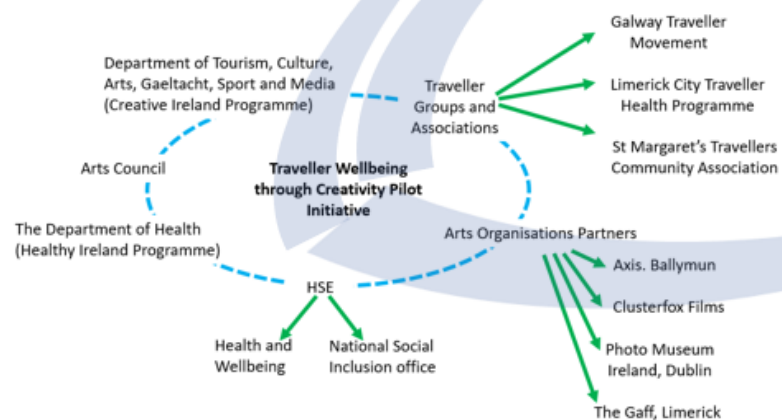 Galway Traveller
Movement
Department of Tourism, Culture,
Arts, Gaeltacht, Sport and Media
(Creative Ireland Programme)
Traveller
Groups and
Associations
Limerick City Traveller
Health Programme
St Margaret's Travellers
Community Association
Arts Council
Traveller Wellbeing
through Creativity Pilot
Initiative
The Department of Health
(Healthy Ireland Programme)
Arts Organisations Partners
Axis. Ballymun
HSE
Clusterfox Films
Health and
Wellbeing
National Social
Inclusion office
Photo Museum
Ireland, Dublin
The Gaff, Limerick